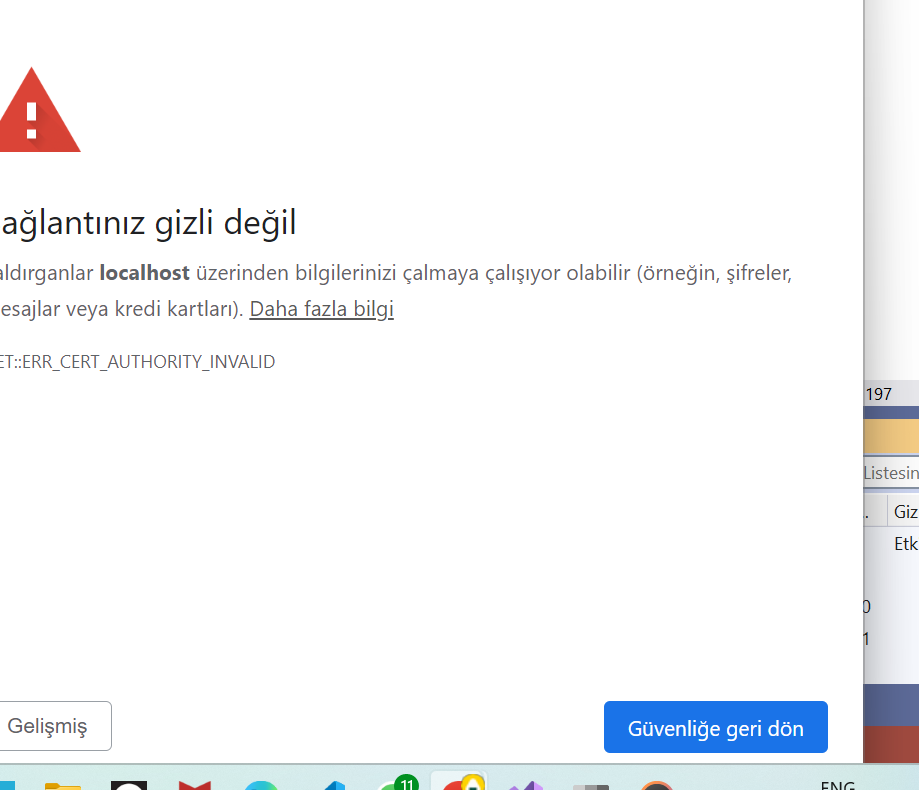 ağlantınız gizli değil
aldırganlar localhost üzerinden bilgilerinizi çalmaya çalışıyor olabilir (örneğin, şifreler,
esajlar veya kredi kartları). Daha fazla bilgi
ET::ERR_CERT_AUTHORITY_INVALID
197
Listesin
. Giz
Etk
0
1
Gelişmiş
Güvenliğe geri dön
11
ENG